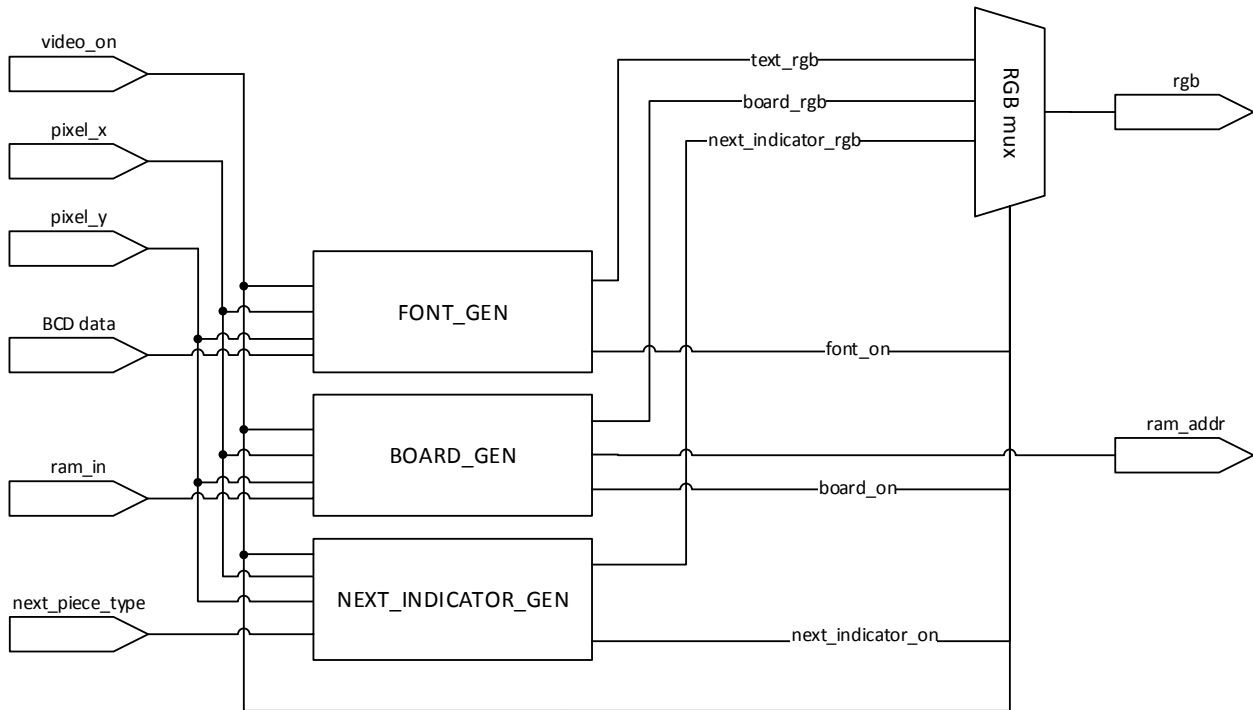 video_on
pixel_x
pixel_y
BCD data
ram_in
next_piece_type
FONT_GEN
BOARD_GEN
NEXT_INDICATOR_GEN
text_rgb
board_rgb
next_indicator_rgb
font_on
board_on
next_indicator_on
RGB mux
rgb
ram_addr